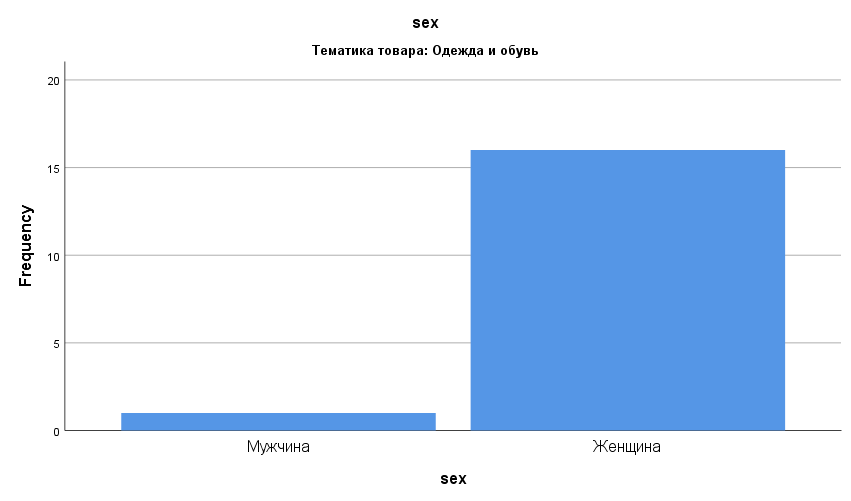 sex
Тематика товара: Одежда и обувь
20
15
10
5
0
Frequency
Мужчина
Женщина
sex